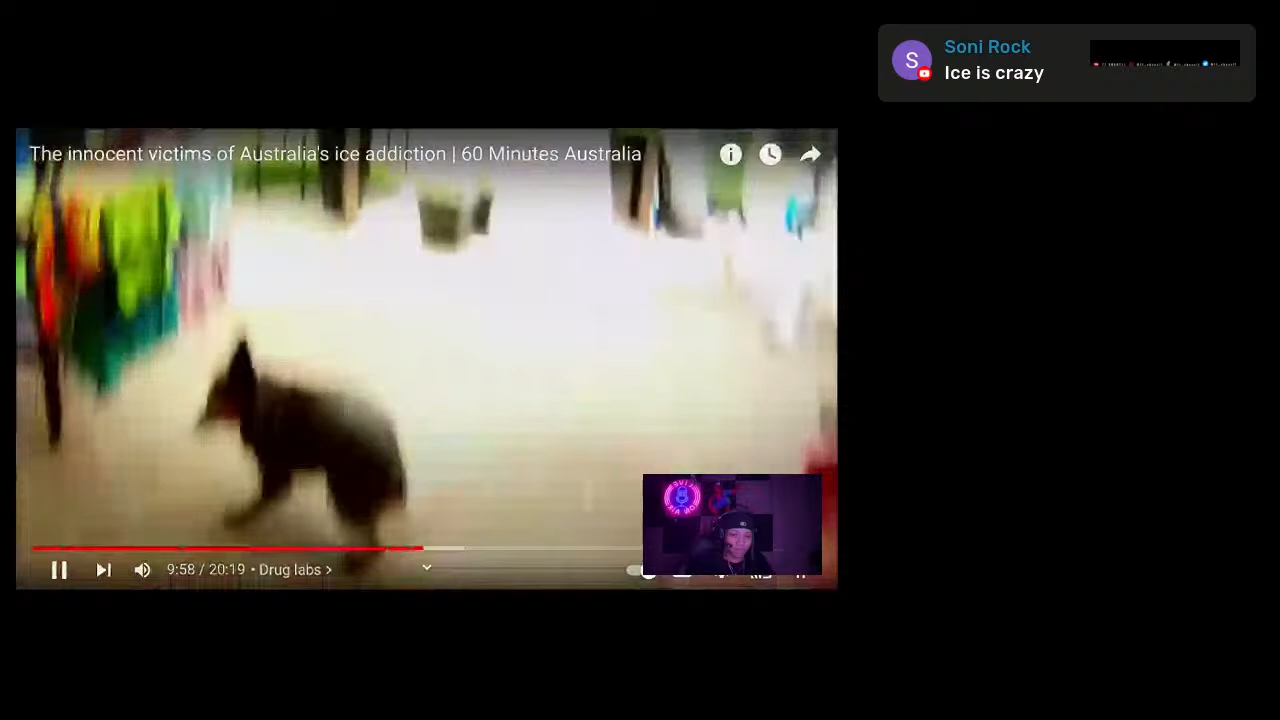 Soni Rock
S
Ice is crazy
The innocent victims of Australia's ice addiction | 60 Minutes Australia
9:58 / 20:19 • Drug labs >